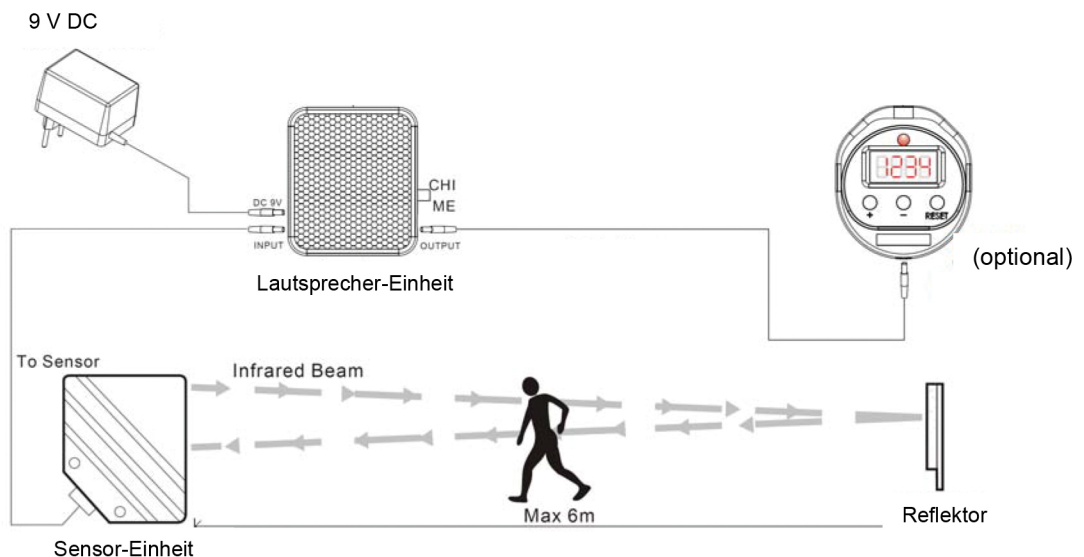 9 V DC
1234
CHI
ME
DC 9V
INPUT
OUTPUT
+
−
RESET
(optional)
Lautsprecher-Einheit
To Sensor
Infrared Beam
Max 6m
Reflektor
Sensor-Einheit